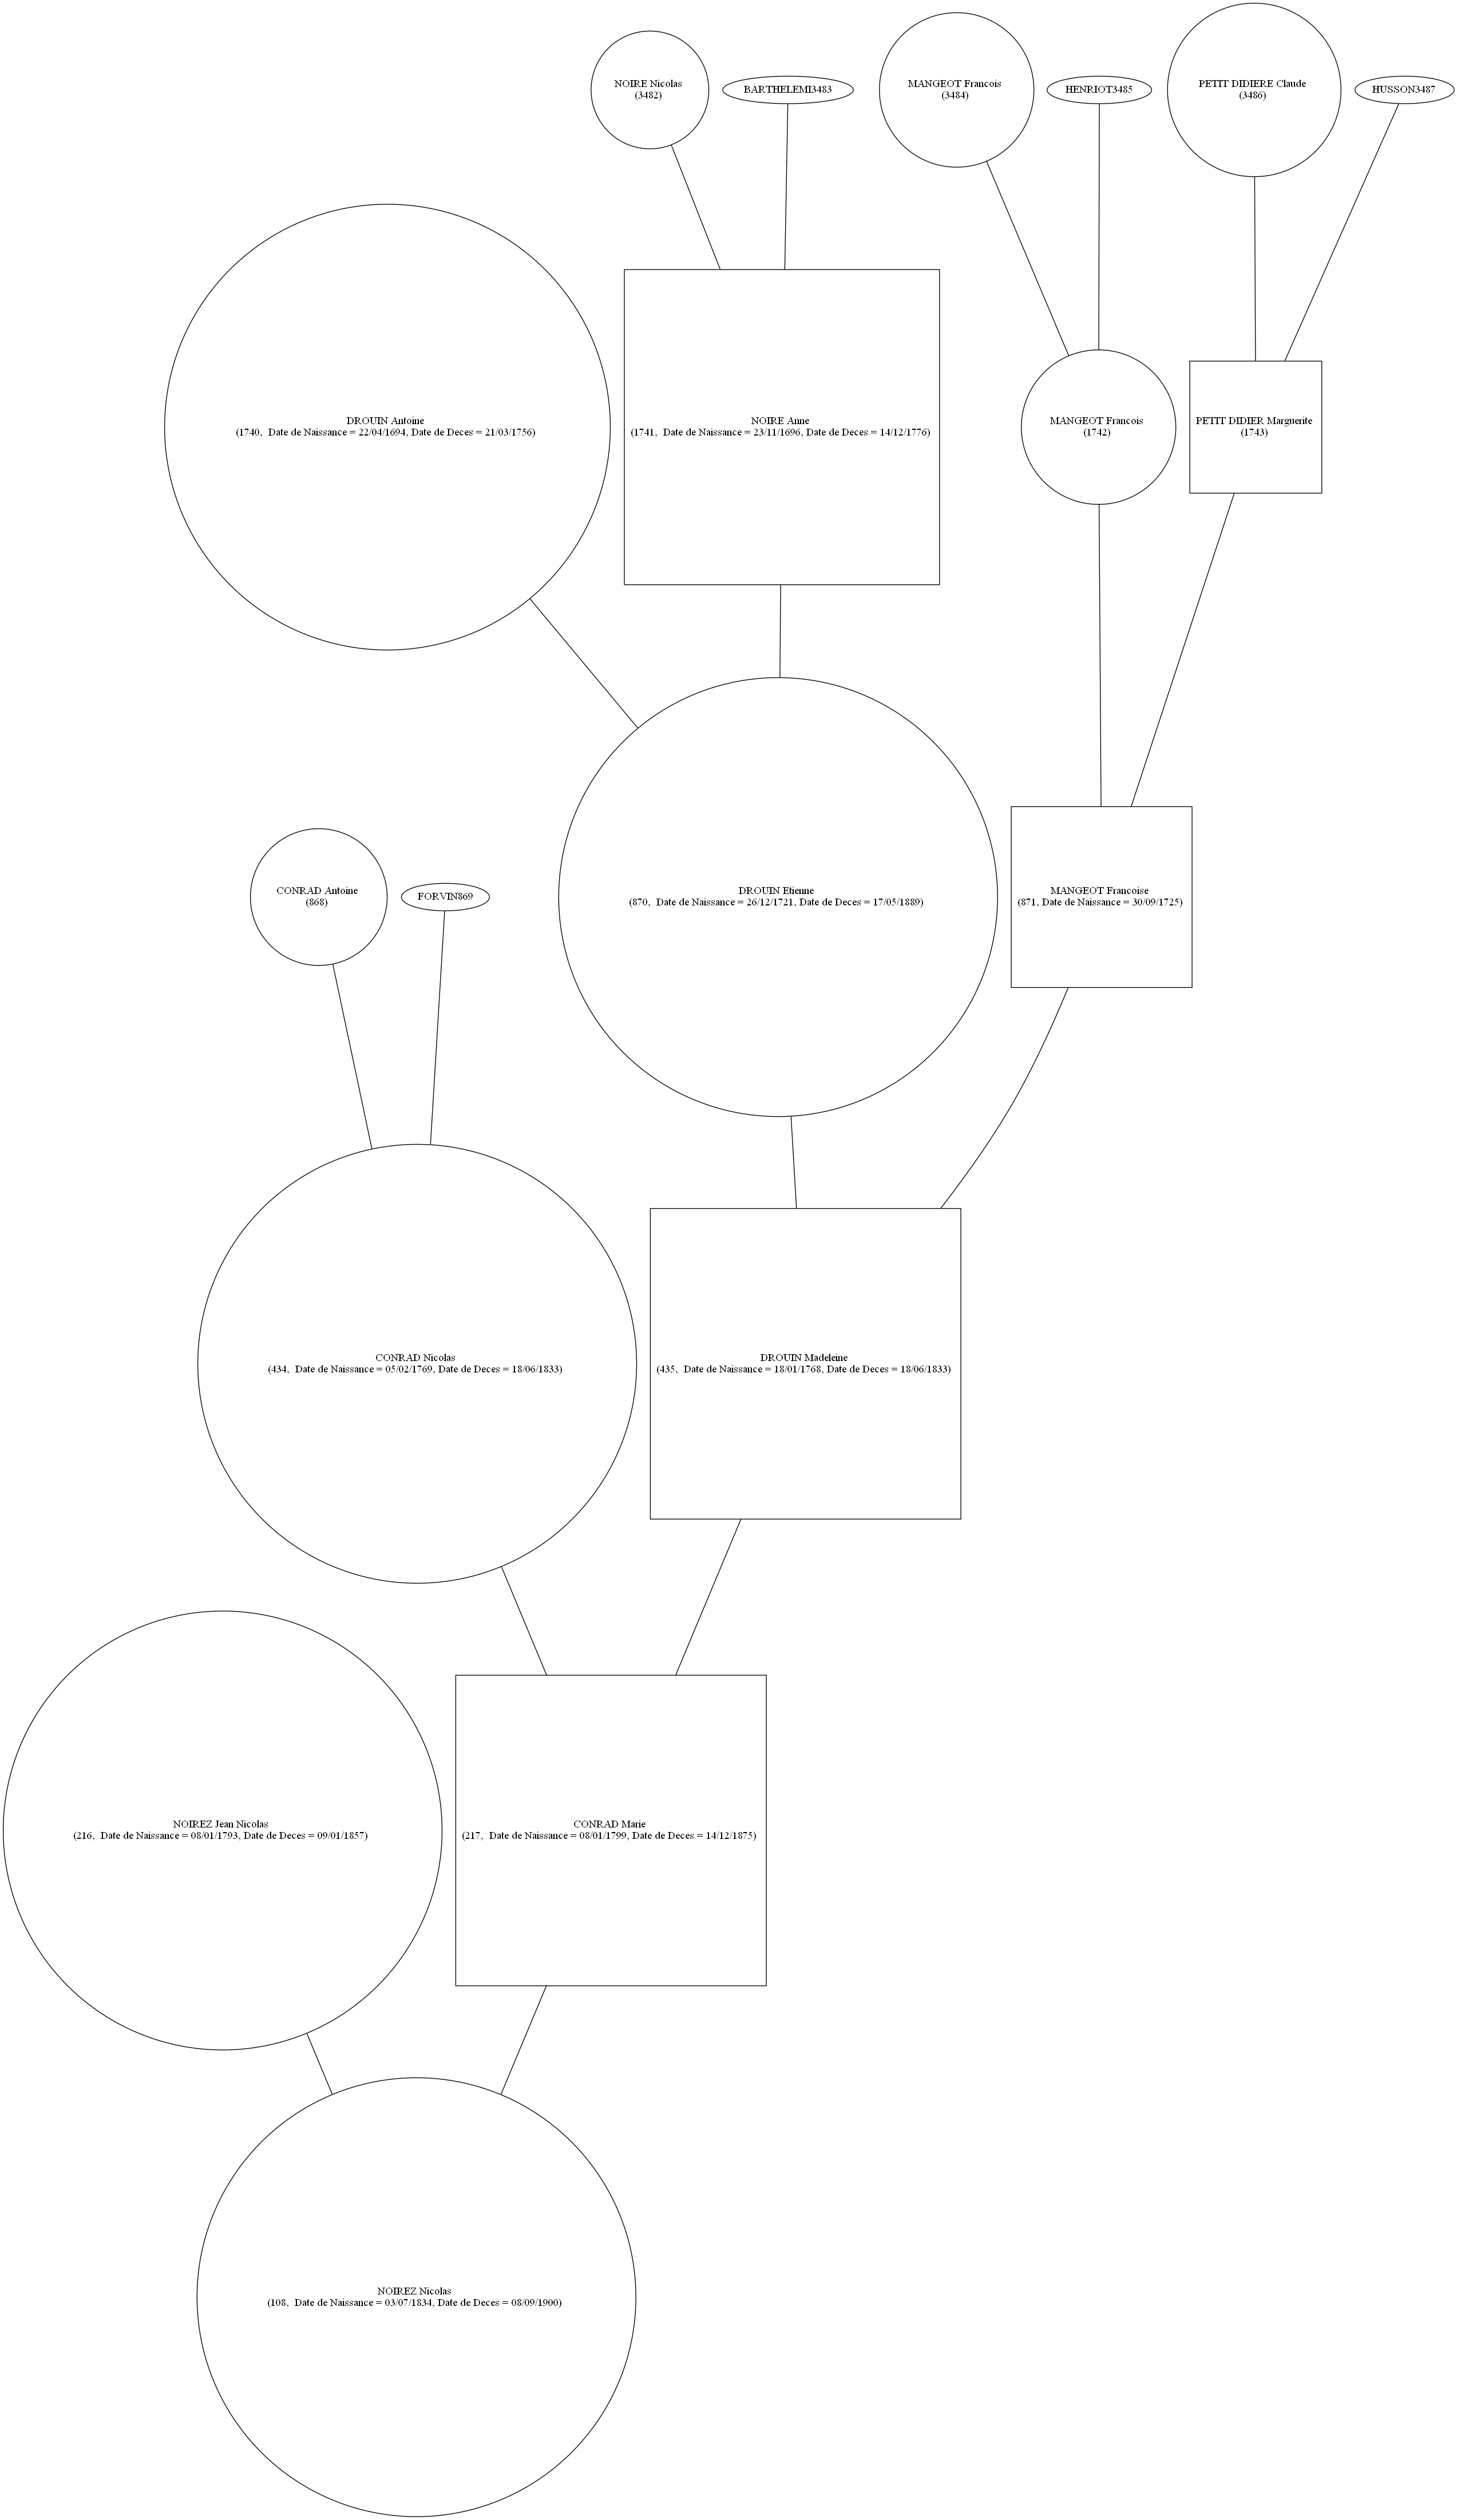 NOIRE Nicolas
(3482)
BARTHELEMI3483
MANGEOT Francois
(3484)
HENRIOT3485
PETIT DIDIERE Claude
(3486)
HUSSON3487
DROUIN Antoine
(1740,  Date de Naissance = 22/04/1694, Date de Deces = 21/03/1756)
NOIRE Anne
(1741,  Date de Naissance = 23/11/1696, Date de Deces = 14/12/1776)
MANGEOT Francois
(1742)
PETIT DIDIER Marguerite
(1743)
CONRAD Antoine
(868)
FORVIN869
DROUIN Etienne
(870,  Date de Naissance = 26/12/1721, Date de Deces = 17/05/1889)
MANGEOT Francoise
(871, Date de Naissance = 30/09/1725)
CONRAD Nicolas
(434,  Date de Naissance = 05/02/1769, Date de Deces = 18/06/1833)
DROUIN Madeleine
(435,  Date de Naissance = 18/01/1768, Date de Deces = 18/06/1833)
NOIREZ Jean Nicolas
(216,  Date de Naissance = 08/01/1793, Date de Deces = 09/01/1857)
CONRAD Marie
(217,  Date de Naissance = 08/01/1799, Date de Deces = 14/12/1875)
NOIREZ Nicolas
(108,  Date de Naissance = 03/07/1834, Date de Deces = 08/09/1900)